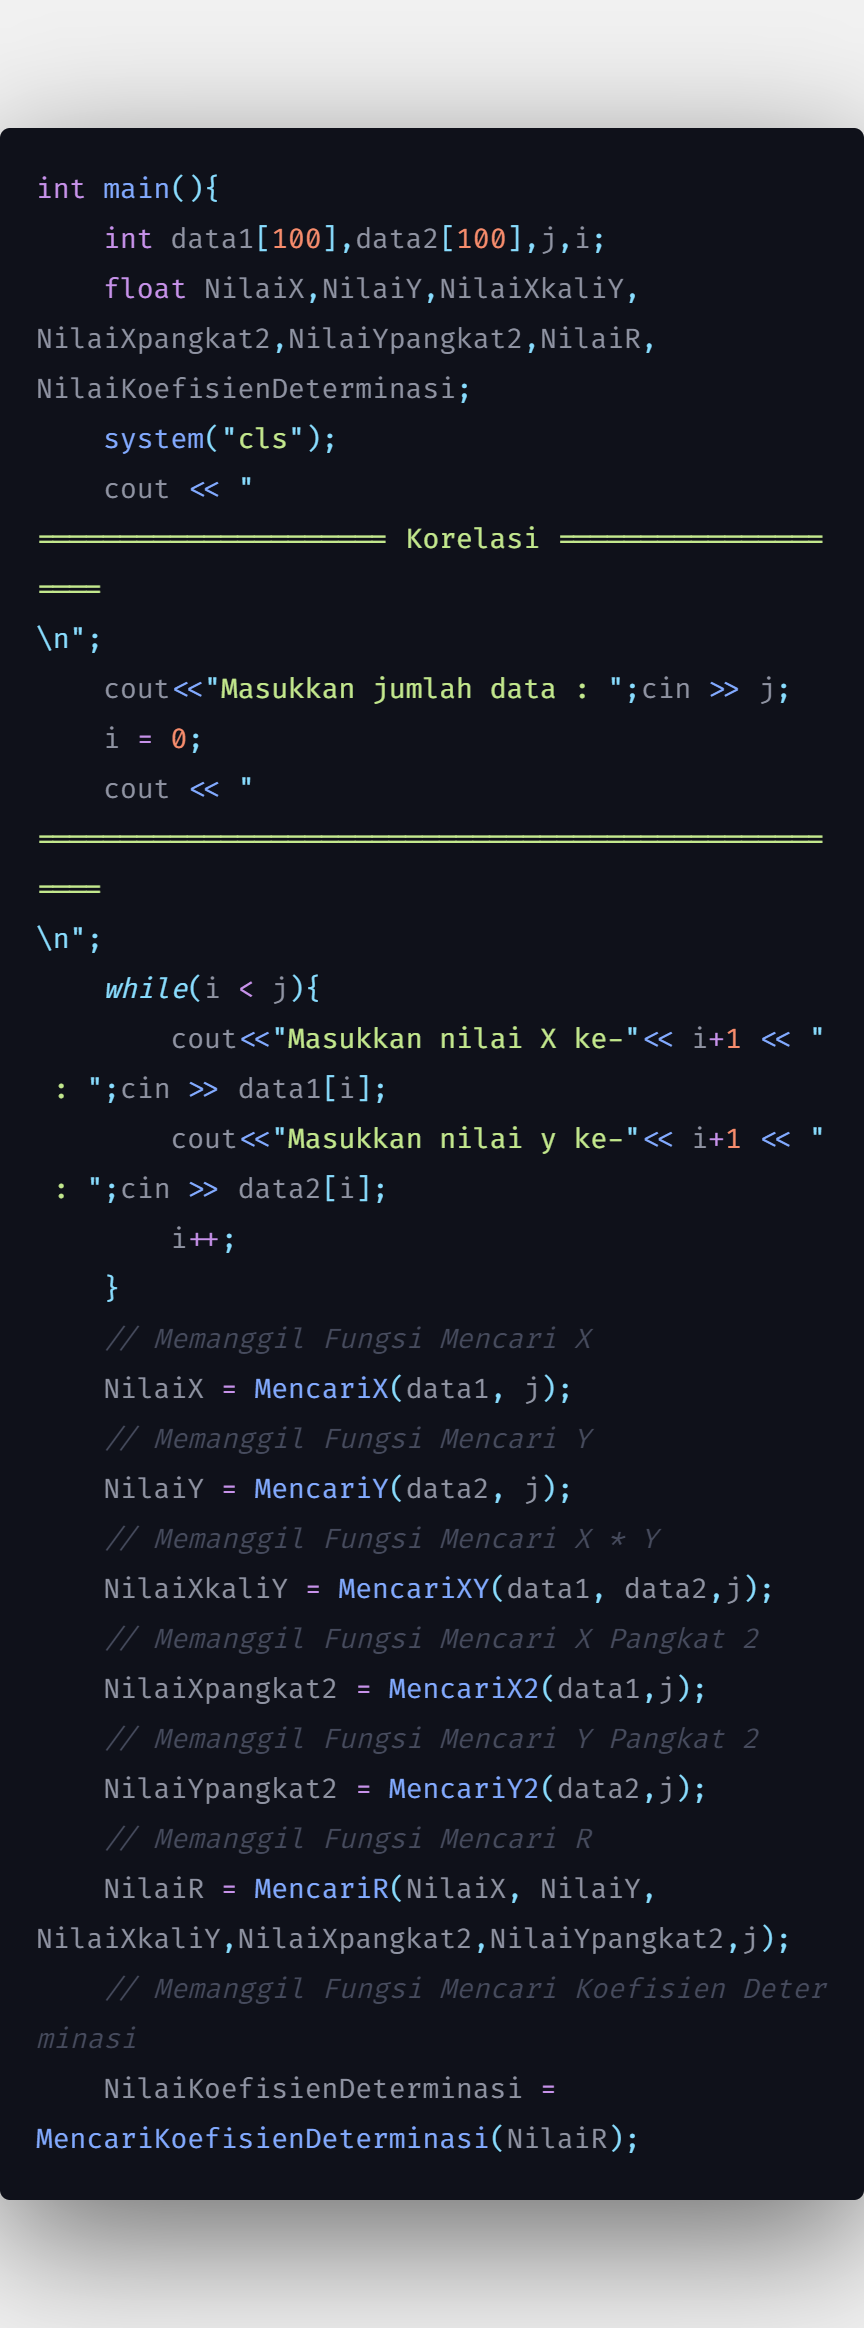 int main(){
    int data1[100],data2[100],j,i;
    float NilaiX,NilaiY,NilaiXkaliY,
NilaiXpangkat2,NilaiYpangkat2,NilaiR,
NilaiKoefisienDeterminasi;
    system("cls");
    cout << "
===================== Korelasi ================
====
\n";
    cout<<"Masukkan jumlah data : ";cin >> j;
    i = 0;
    cout << "
===============================================
====
\n";
    while(i < j){
        cout<<"Masukkan nilai X ke-"<< i+1 << "
 : ";cin >> data1[i];
        cout<<"Masukkan nilai y ke-"<< i+1 << "
 : ";cin >> data2[i];
        i++;
    }
    // Memanggil Fungsi Mencari X
    NilaiX = MencariX(data1, j);
    // Memanggil Fungsi Mencari Y
    NilaiY = MencariY(data2, j);
    // Memanggil Fungsi Mencari X * Y
    NilaiXkaliY = MencariXY(data1, data2,j);
    // Memanggil Fungsi Mencari X Pangkat 2
    NilaiXpangkat2 = MencariX2(data1,j);
    // Memanggil Fungsi Mencari Y Pangkat 2
    NilaiYpangkat2 = MencariY2(data2,j);
    // Memanggil Fungsi Mencari R
    NilaiR = MencariR(NilaiX, NilaiY,
NilaiXkaliY,NilaiXpangkat2,NilaiYpangkat2,j);
    // Memanggil Fungsi Mencari Koefisien Deter
minasi
    NilaiKoefisienDeterminasi =
MencariKoefisienDeterminasi(NilaiR);